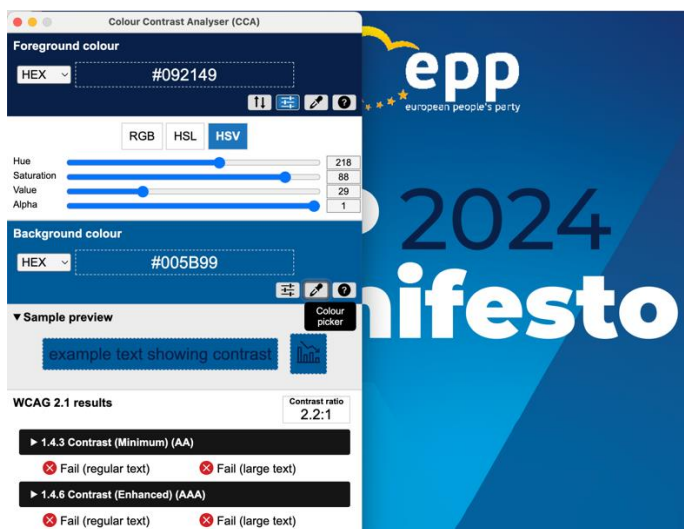 Colour Contrast Analyser (CCA)
Foreground colour
HEX #092149
RGB HSL HSV
Hue 218
Saturation 88
Value 29
Alpha 1
Background colour
HEX #005B99
Colour
picker
▼ Sample preview
example text showing contrast
WCAG 2.1 results
Contrast ratio
2.2:1
▶ 1.4.3 Contrast (Minimum) (AA)
Fail (regular text) Fail (large text)
▶ 1.4.6 Contrast (Enhanced) (AAA)
Fail (regular text) Fail (large text)
epp
european people's party
2024
nifesto